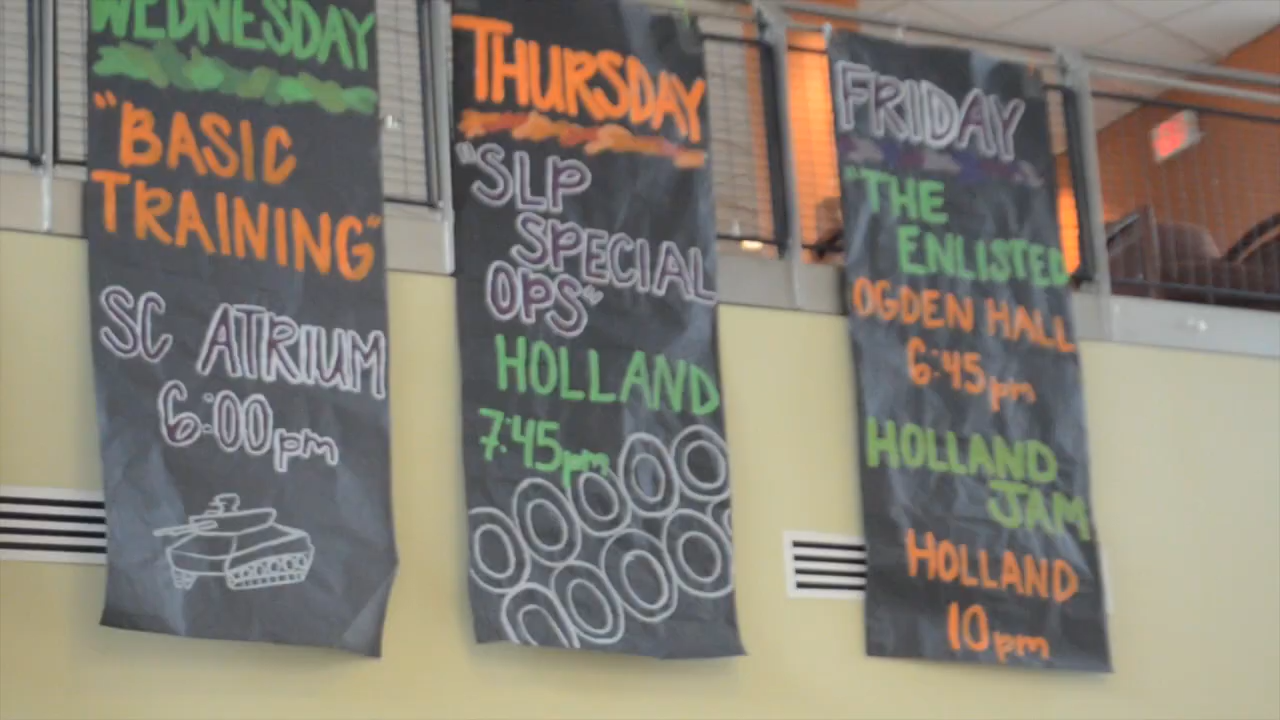 WEDNESDAY
"BASIC
TRAINING"
SC ATRIUM
6:00pm
THURSDAY
"SLP
SPECIAL
OPS"
HOLLAND
7:45pm
FRIDAY
"THE
ENLISTED
OGDEN HALL
6:45pm
HOLLAND
JAM
HOLLAND
10pm